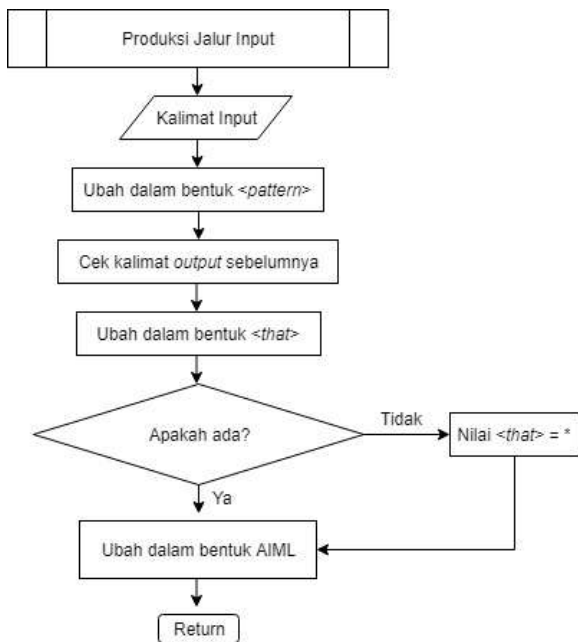 Produksi Jalur Input
Kalimat Input
Ubah dalam bentuk <pattern>
Cek kalimat output sebelumnya
Ubah dalam bentuk <that>
Apakah ada?
Tidak
Nilai <that> = *
Ya
Ubah dalam bentuk AIML
Return